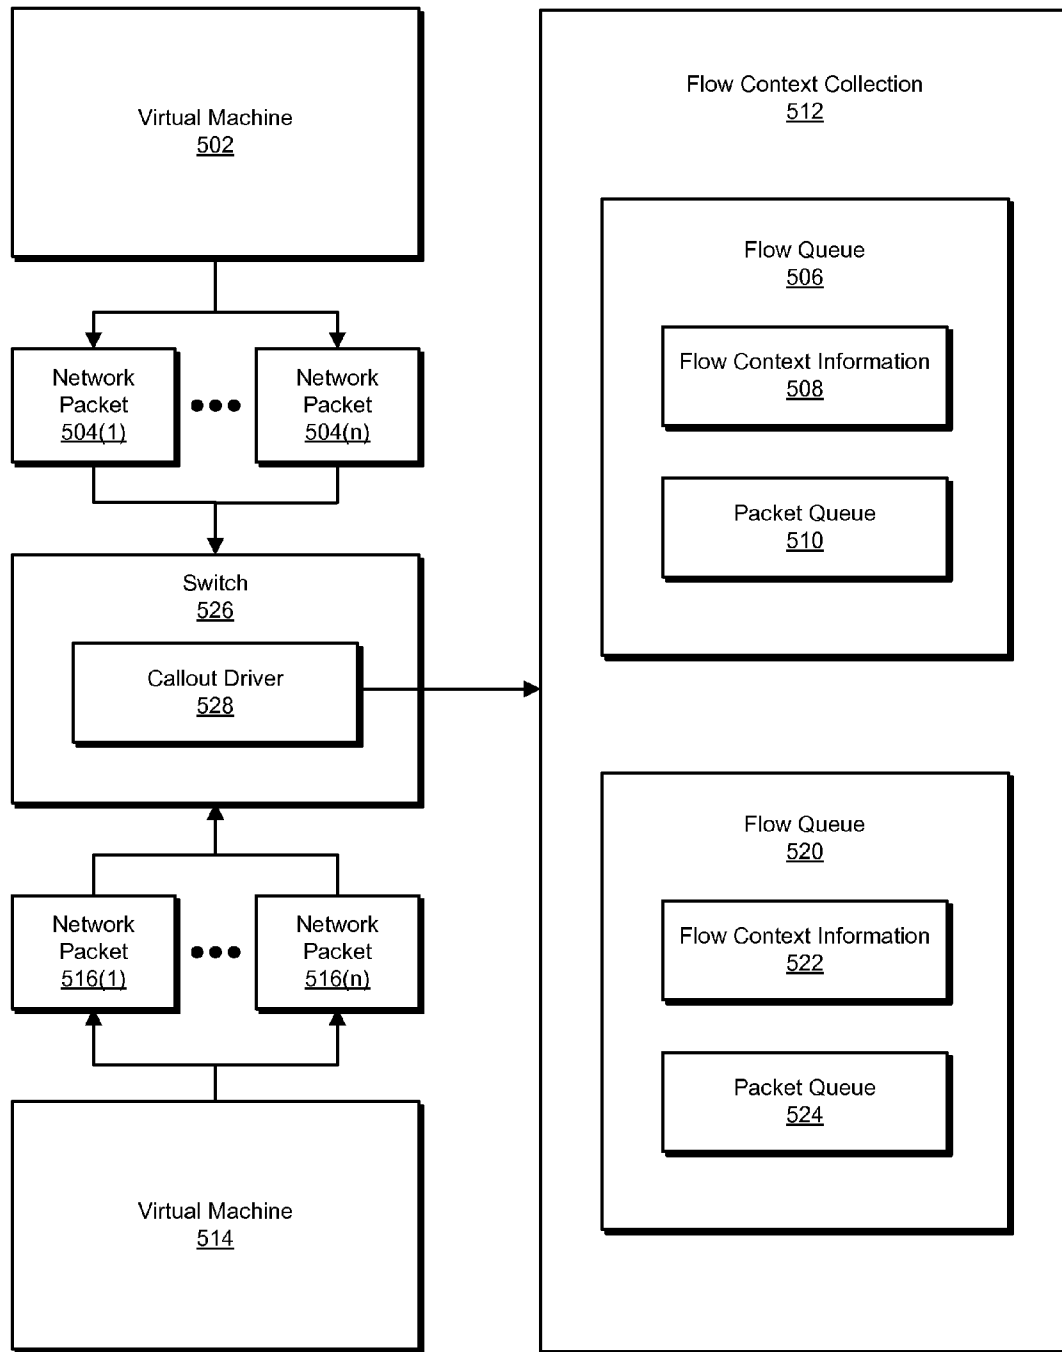 Virtual Machine
502
Network
Packet
504(1)
Network
Packet
504(n)
Switch
526
Callout Driver
528
Network
Packet
516(1)
Network
Packet
516(n)
Virtual Machine
514
Flow Context Collection
512
Flow Queue
506
Flow Context Information
508
Packet Queue
510
Flow Queue
520
Flow Context Information
522
Packet Queue
524